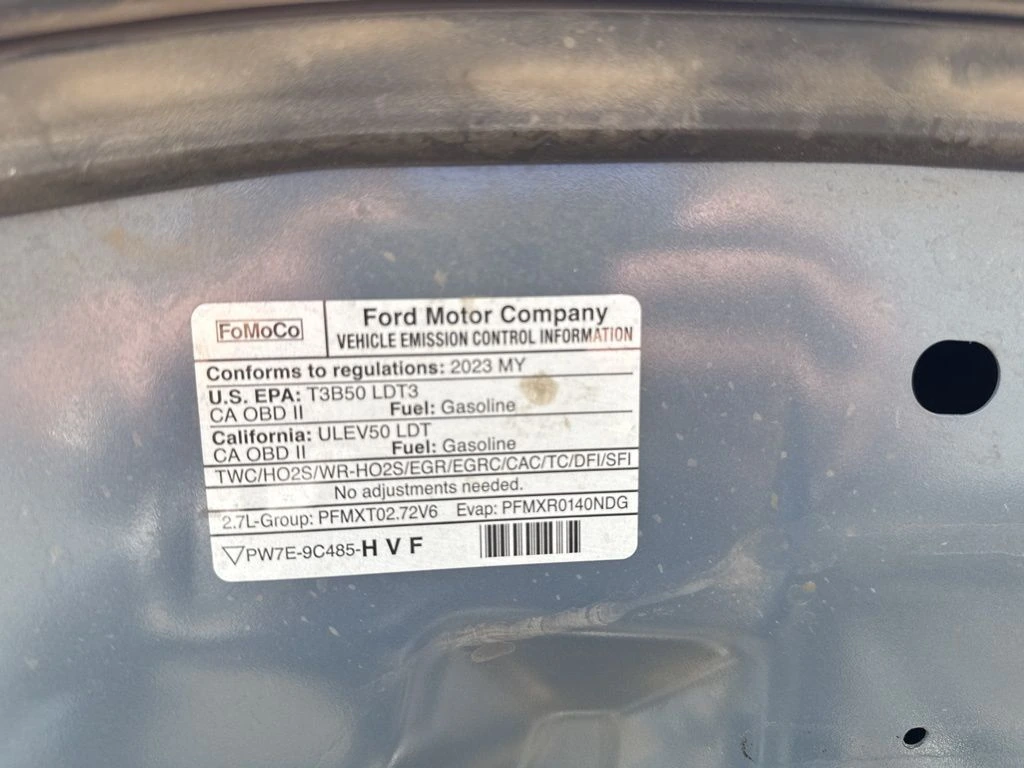 FoMoCo
Ford Motor Company
VEHICLE EMISSION CONTROL INFORMATION
Conforms to regulations: 2023 MY
U.S. EPA: T3B50 LDT3
CA OBD II Fuel: Gasoline
California: ULEV50 LDT
CA OBD II Fuel: Gasoline
TWC/HO2S/WR-HO2S/EGR/EGRC/CAC/TC/DFI/SFI
No adjustments needed.
2.7L-Group: PFMXT02.72V6 Evap: PFMXR0140NDG
PW7E-9C485-H V F